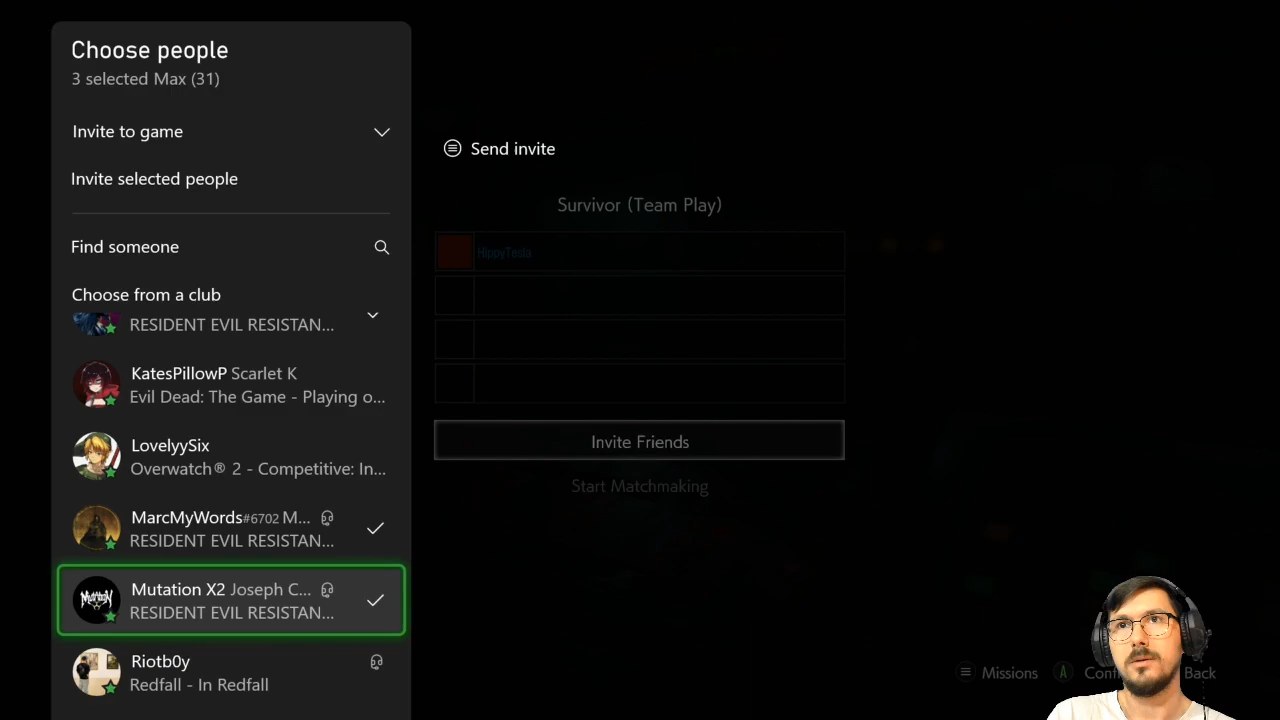 Choose people
3 selected Max (31)
Invite to game
Invite selected people
Find someone
Choose from a club
RESIDENT EVIL RESISTAN...
KatesPillowP Scarlet K
Evil Dead: The Game - Playing o...
LovelyySix
Overwatch® 2 - Competitive: In...
MarcMyWords#6702 M...
RESIDENT EVIL RESISTAN...
Mutation X2 Joseph C...
RESIDENT EVIL RESISTAN...
Riotb0y
Redfall - In Redfall
Send invite
Survivor (Team Play)
HippyTesla
Invite Friends
Start Matchmaking
Missions
A
Back